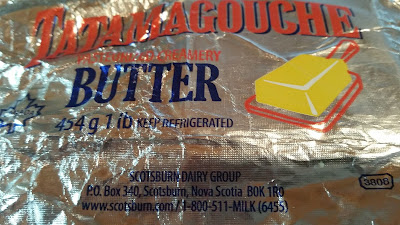 TATAMAGOUCHE
CREAMERY
BUTTER
454 g 1 lb KEEP REFRIGERATED
SCOTSBURN DAIRY GROUP
P.O. Box 340, Scotsburn, Nova Scotia B0K 1R0
www.scotsburn.com / 1-800-511-MILK (6455)
3808